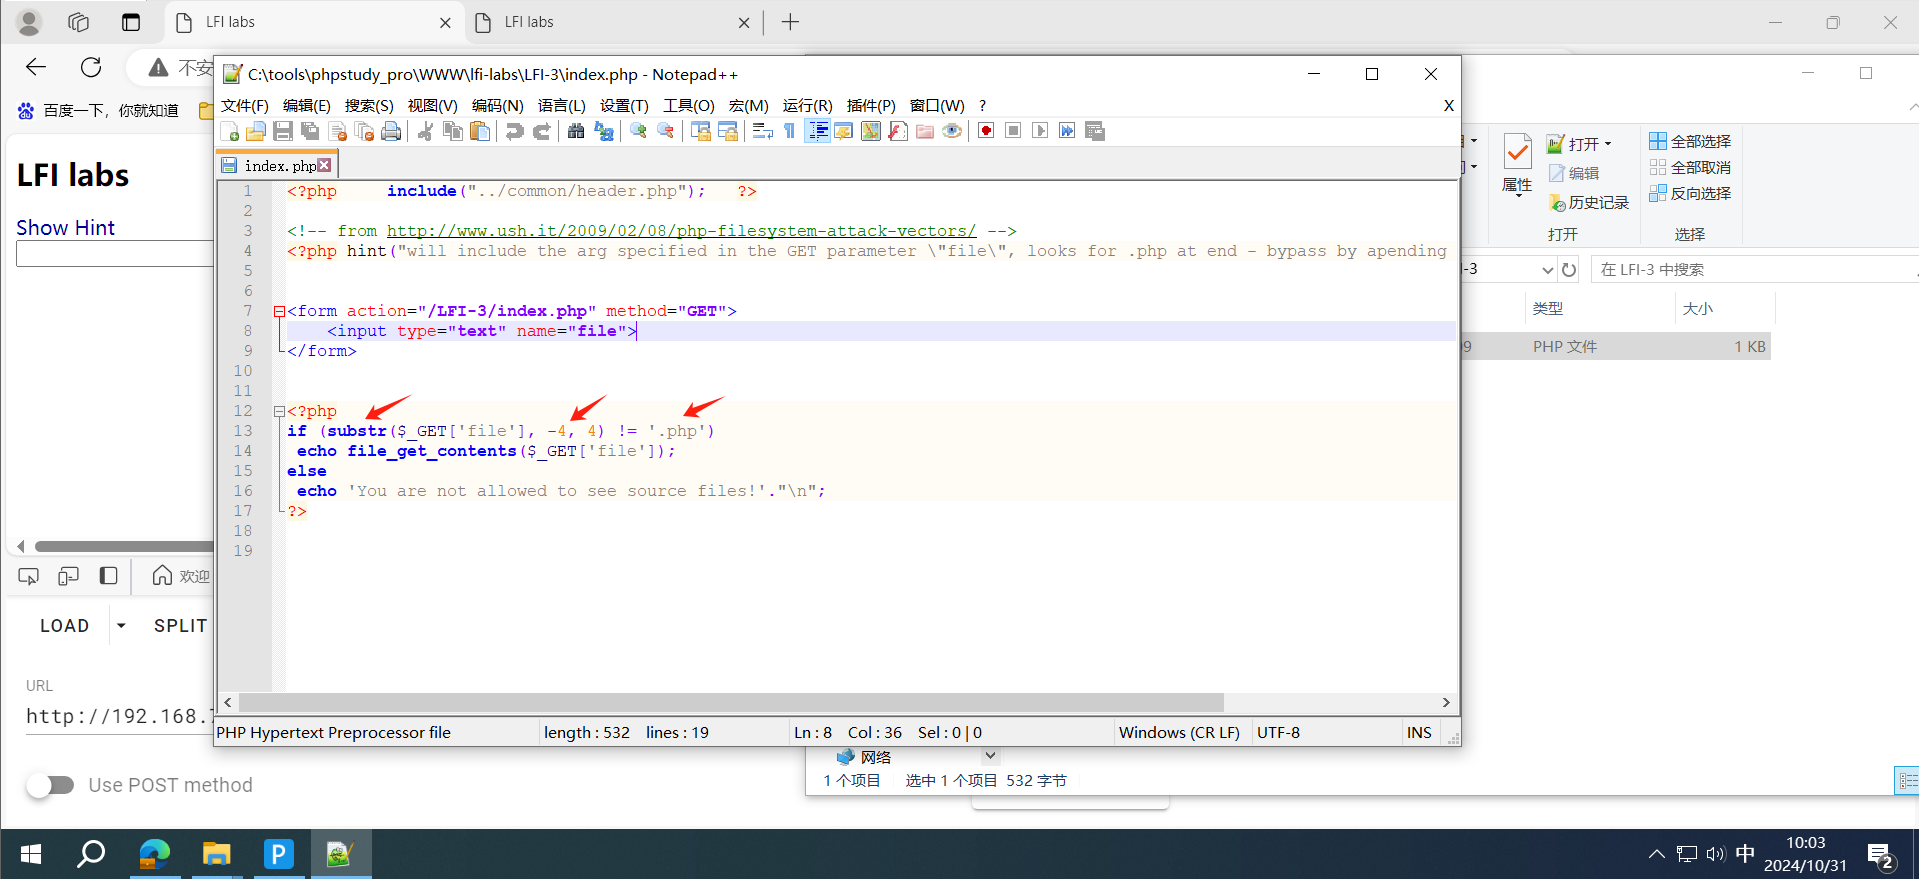 LFI labs
LFI labs
不安
百度一下，你就知道
C:\tools\phpstudy_pro\WWW\lfi-labs\LFI-3\index.php - Notepad++
文件(F) 编辑(E) 搜索(S) 视图(V) 编码(N) 语言(L) 设置(T) 工具(O) 宏(M) 运行(R) 插件(P) 窗口(W) ? X
index.php
1 <?php include("../common/header.php"); ?>
2
3 <!-- from http://www.ush.it/2009/02/08/php-filesystem-attack-vectors/ -->
4 <?php hint("will include the arg specified in the GET parameter \"file\", looks for .php at end - bypass by apending
5
6
7 <form action="/LFI-3/index.php" method="GET">
8 <input type="text" name="file">
9 </form>
10
11
12 <?php
13 if (substr($_GET['file'], -4, 4) != '.php')
14 echo file_get_contents($_GET['file']);
15 else
16 echo 'You are not allowed to see source files!'."\n";
17 ?>
18
19
PHP Hypertext Preprocessor file length : 532 lines : 19 Ln : 8 Col : 36 Sel : 0 | 0 Windows (CR LF) UTF-8 INS
LFI labs
Show Hint
欢迎
LOAD SPLIT
URL
http://192.168.
Use POST method
属性
打开
编辑
历史记录
打开
全部选择
全部取消
反向选择
选择
-3
在 LFI-3 中搜索
类型 大小
9 PHP 文件 1 KB
网络
1 个项目 选中 1 个项目 532 字节
P
中
10:03
2024/10/31
2